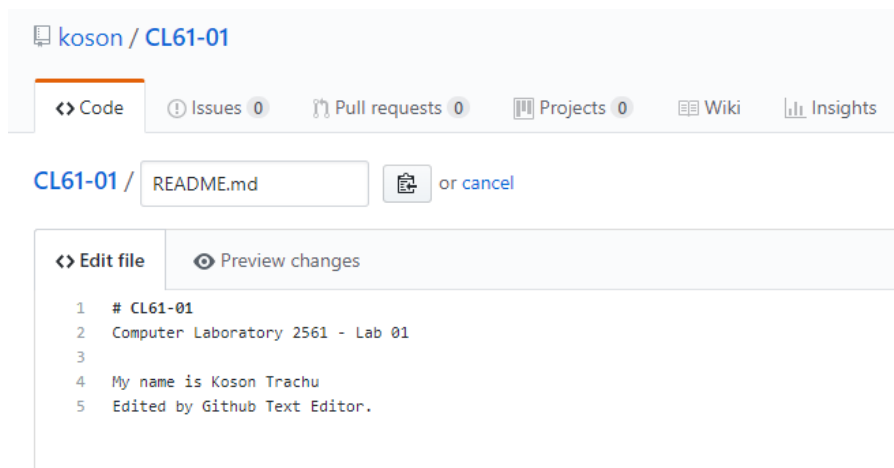 koson / CL61-01
Code Issues 0 Pull requests 0 Projects 0 Wiki Insights
CL61-01 / README.md or cancel
Edit file Preview changes
1 # CL61-01
2 Computer Laboratory 2561 - Lab 01
3
4 My name is Koson Trachu
5 Edited by Github Text Editor.